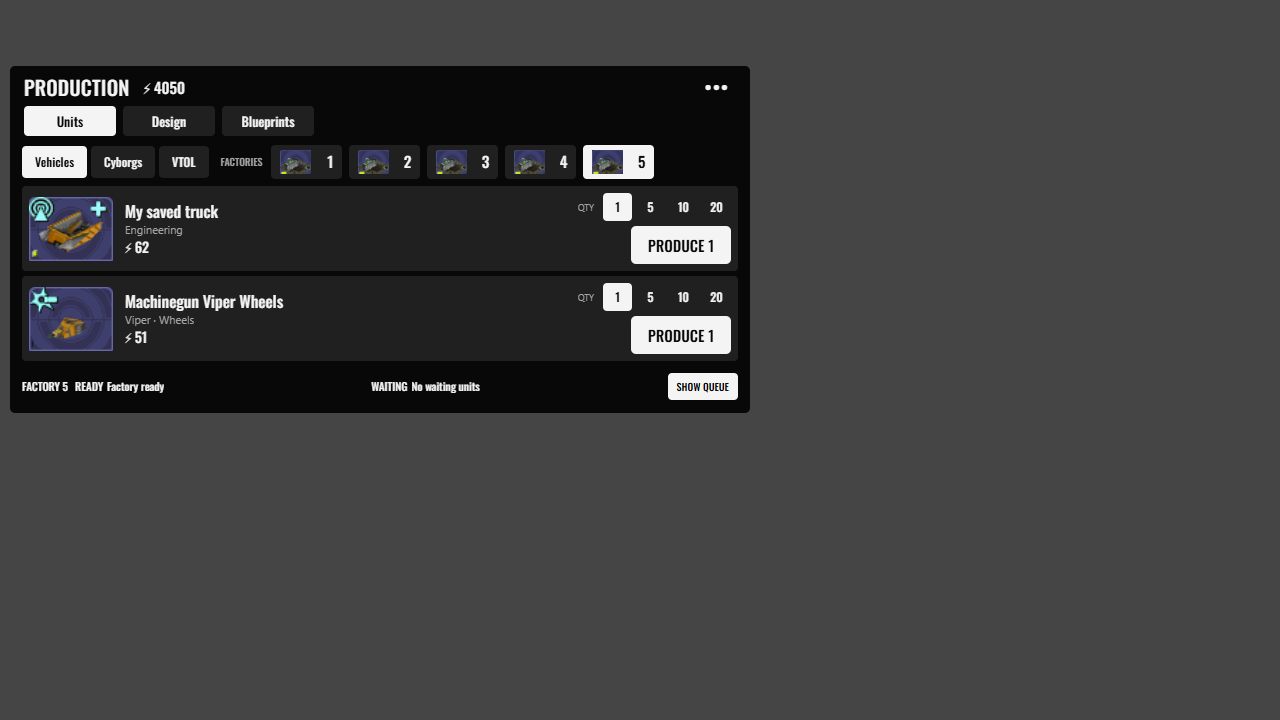 PRODUCTION ⚡ 4050
Units Design Blueprints
Vehicles Cyborgs VTOL FACTORIES 1 2 3 4 5
My saved truck
Engineering
⚡ 62
QTY 1 5 10 20
PRODUCE 1
Machinegun Viper Wheels
Viper · Wheels
⚡ 51
QTY 1 5 10 20
PRODUCE 1
FACTORY 5 READY Factory ready WAITING No waiting units SHOW QUEUE